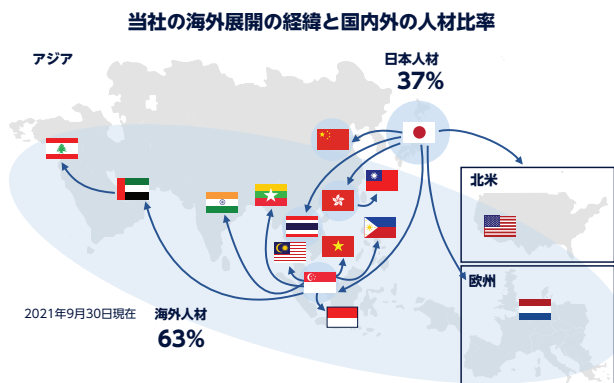 当社の海外展開の経緯と国内外の人材比率
アジア
日本人材
37%
北米
欧州
2021年9月30日現在
海外人材
63%